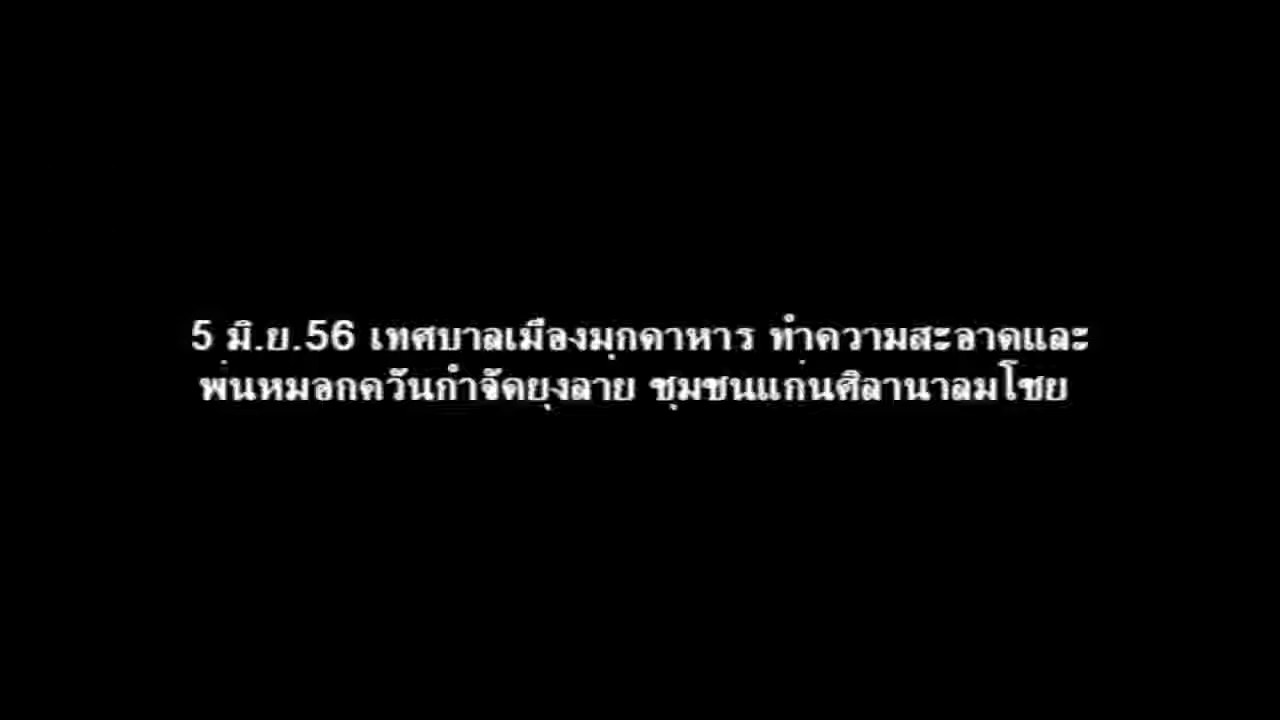 5 มิ.ย.56 เทศบาลเมืองมุกดาหาร ทำความสะอาดและ
พ่นหมอกควันกำจัดยุงลาย ชุมชนแก่นศิลานาลมโชย